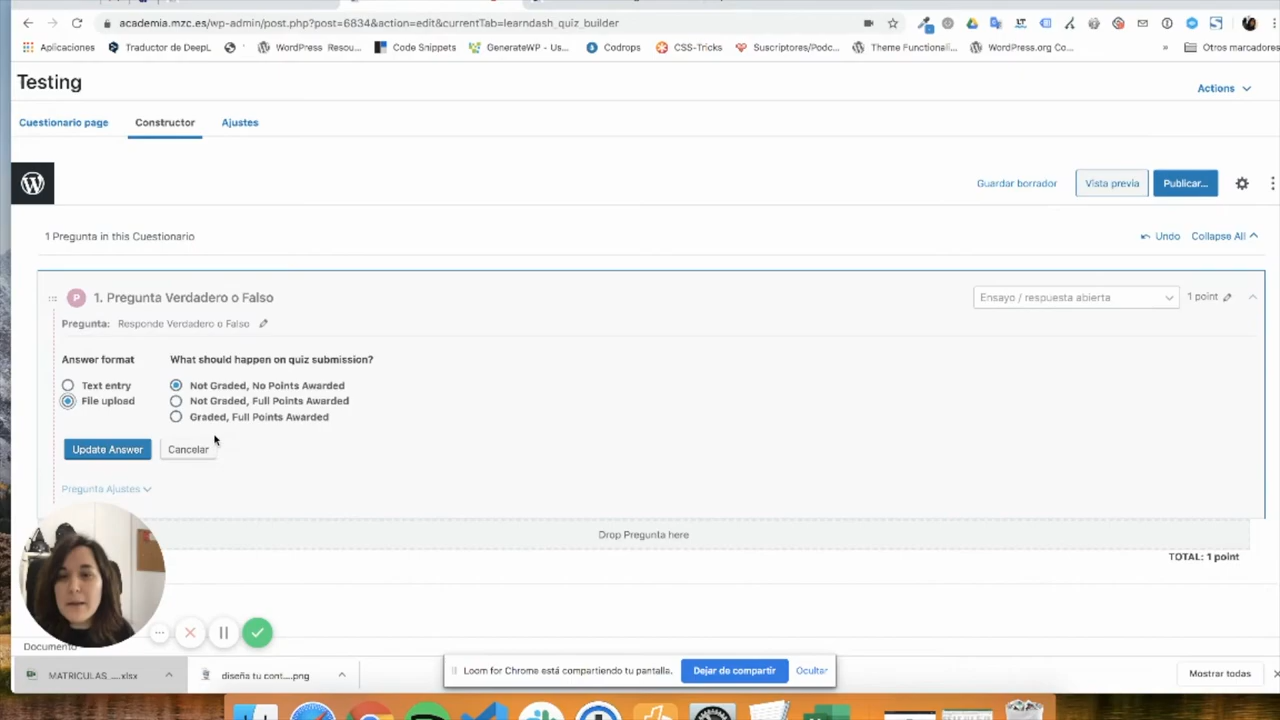 academia.mzc.es/wp-admin/post.php?post=6834&action=edit&currentTab=learndash_quiz_builder
Aplicaciones Traductor de DeepL WordPress Resou... Code Snippets GenerateWP - Us... Codrops CSS-Tricks Suscriptores/Podc... Theme Functionali... WordPress.org Co... » Otros marcadores
Testing
Actions
Cuestionario page Constructor Ajustes
Guardar borrador Vista previa Publicar...
1 Pregunta in this Cuestionario Undo Collapse All
P 1. Pregunta Verdadero o Falso Ensayo / respuesta abierta 1 point
Pregunta: Responde Verdadero o Falso
Answer format What should happen on quiz submission?
Text entry Not Graded, No Points Awarded
File upload Not Graded, Full Points Awarded
Graded, Full Points Awarded
Update Answer Cancelar
Pregunta Ajustes
Drop Pregunta here
TOTAL: 1 point
Documento
MATRICULAS_....xlsx diseña tu cont....png Loom for Chrome está compartiendo tu pantalla. Dejar de compartir Ocultar Mostrar todas